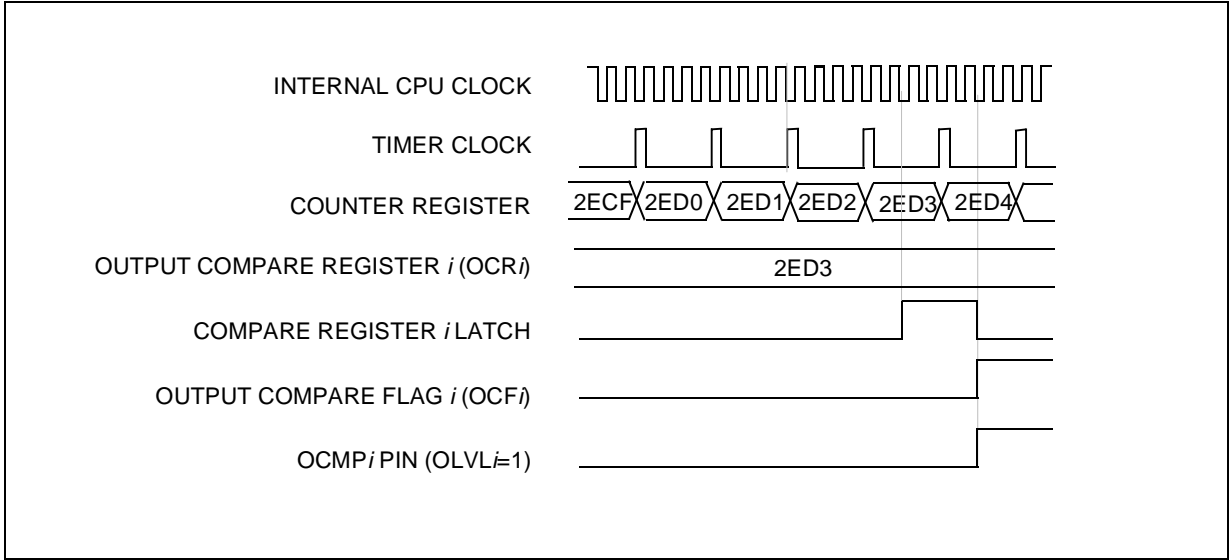 INTERNAL CPU CLOCK
TIMER CLOCK
COUNTER REGISTER 2ECF 2ED0 2ED1 2ED2 2ED3 2ED4
OUTPUT COMPARE REGISTER i (OCRi) 2ED3
COMPARE REGISTER i LATCH
OUTPUT COMPARE FLAG i (OCFi)
OCMPi PIN (OLVLi=1)